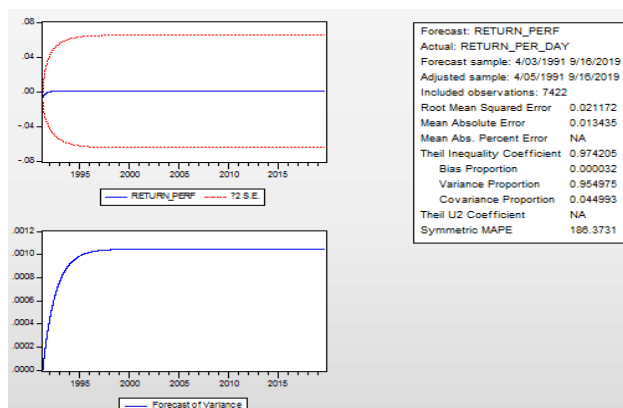 .08
.04
.00
-.04
-.08
1995 2000 2005 2010 2015
RETURN_PERF ?2 S.E.
Forecast: RETURN_PERF
Actual: RETURN_PER_DAY
Forecast sample: 4/03/1991 9/16/2019
Adjusted sample: 4/05/1991 9/16/2019
Included observations: 7422
Root Mean Squared Error 0.021172
Mean Absolute Error 0.013435
Mean Abs. Percent Error NA
Theil Inequality Coefficient 0.974205
Bias Proportion 0.000032
Variance Proportion 0.954975
Covariance Proportion 0.044993
Theil U2 Coefficient NA
Symmetric MAPE 186.3731
.0012
.0010
.0008
.0006
.0004
.0002
.0000
1995 2000 2005 2010 2015
Forecast of Variance